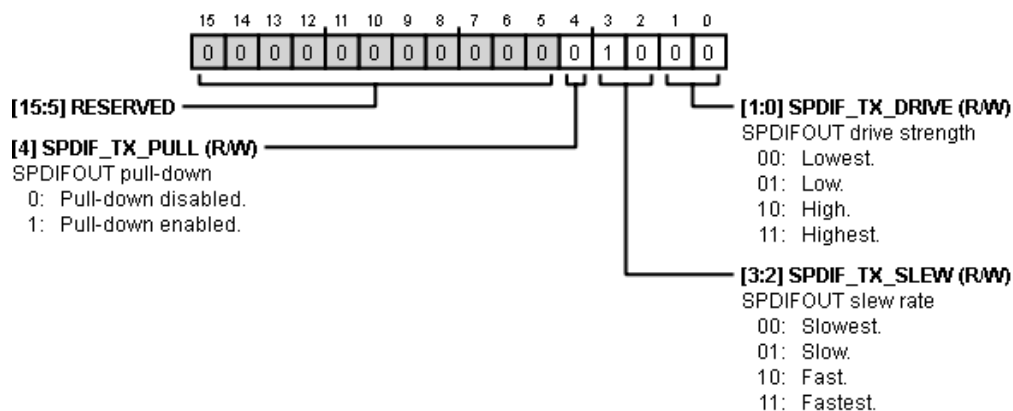 15 14 13 12 11 10 9 8 7 6 5 4 3 2 1 0
0 0 0 0 0 0 0 0 0 0 0 0 1 0 0 0
[15:5] RESERVED
[4] SPDIF_TX_PULL (R/W)
SPDIFOUT pull-down
0: Pull-down disabled.
1: Pull-down enabled.
[1:0] SPDIF_TX_DRIVE (R/W)
SPDIFOUT drive strength
00: Lowest.
01: Low.
10: High.
11: Highest.
[3:2] SPDIF_TX_SLEW (R/W)
SPDIFOUT slew rate
00: Slowest.
01: Slow.
10: Fast.
11: Fastest.